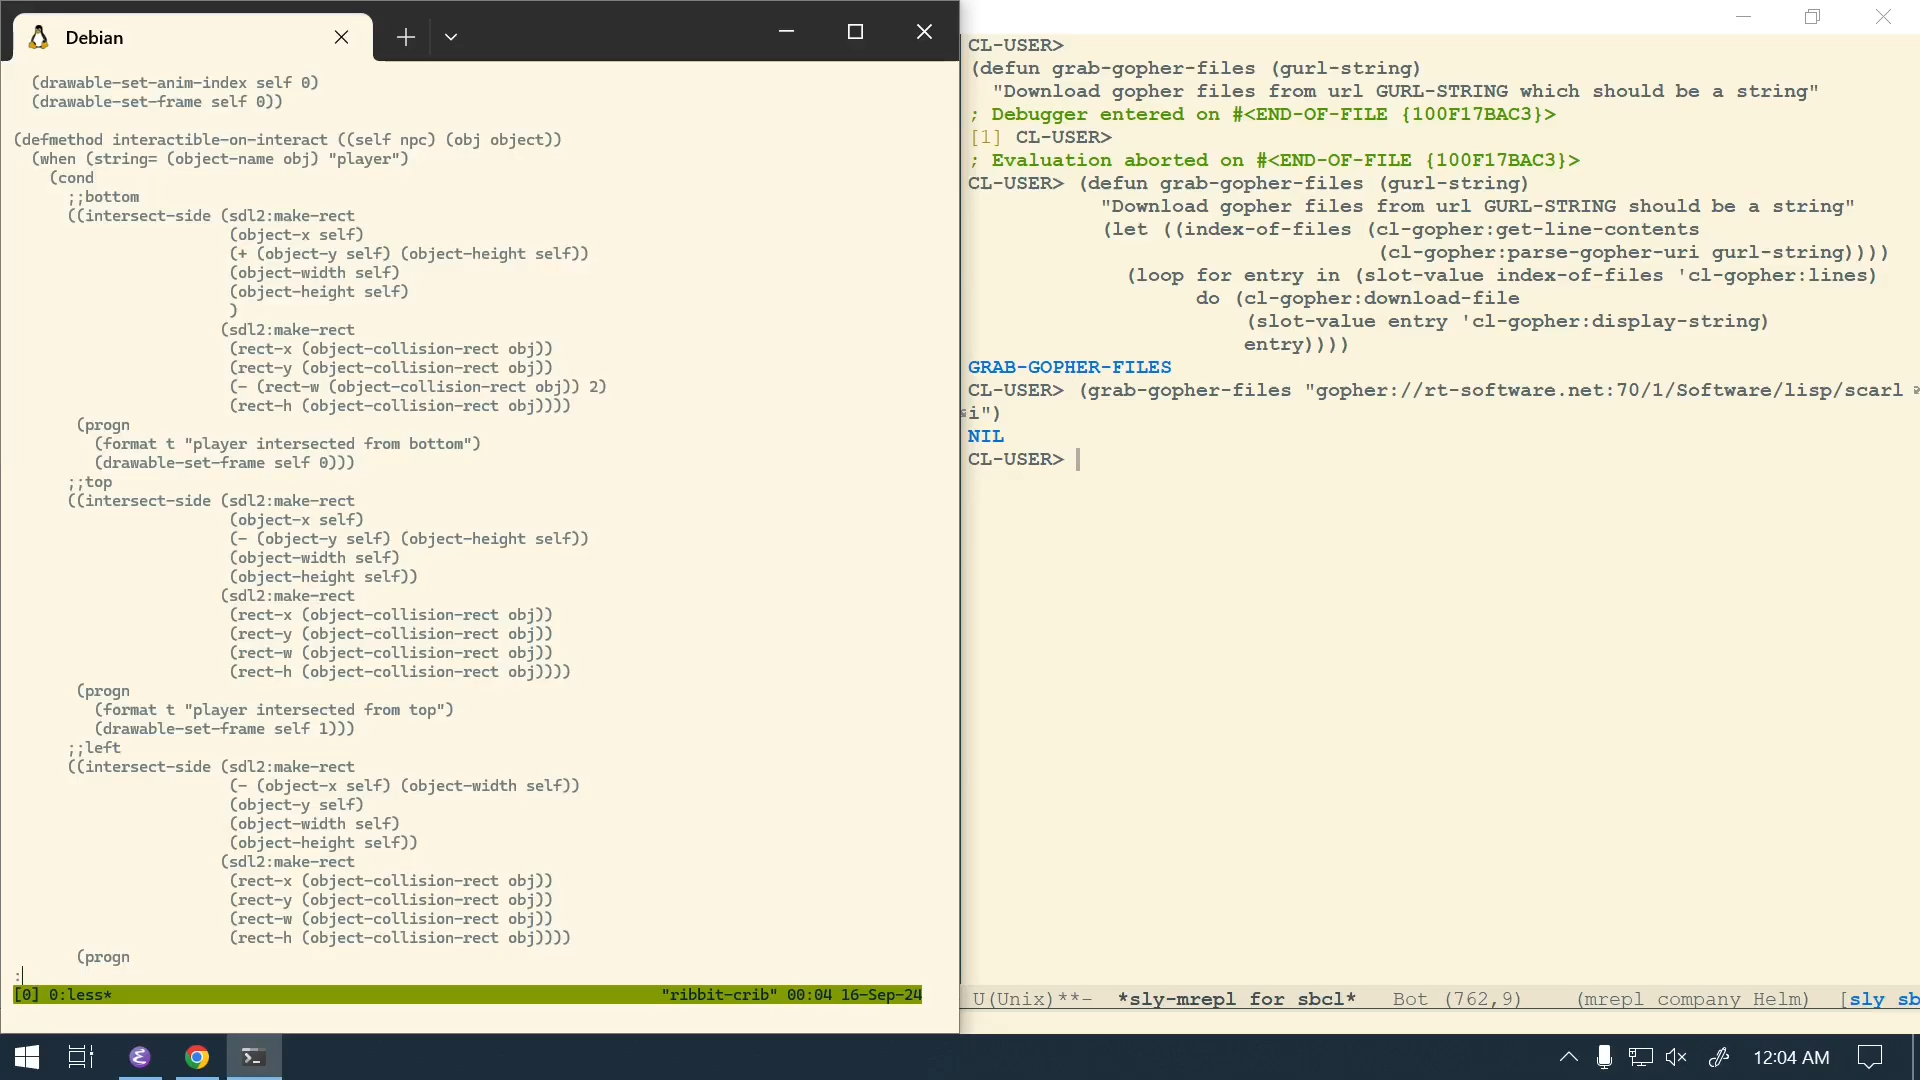 Debian
(drawable-set-anim-index self 0)
(drawable-set-frame self 0))
(defmethod interactible-on-interact ((self npc) (obj object))
(when (string= (object-name obj) "player")
(cond
;;bottom
((intersect-side (sdl2:make-rect
(object-x self)
(+ (object-y self) (object-height self))
(object-width self)
(object-height self)
)
(sdl2:make-rect
(rect-x (object-collision-rect obj))
(rect-y (object-collision-rect obj))
(- (rect-w (object-collision-rect obj)) 2)
(rect-h (object-collision-rect obj))))
(progn
(format t "player intersected from bottom")
(drawable-set-frame self 0)))
;;top
((intersect-side (sdl2:make-rect
(object-x self)
(- (object-y self) (object-height self))
(object-width self)
(object-height self))
(sdl2:make-rect
(rect-x (object-collision-rect obj))
(rect-y (object-collision-rect obj))
(rect-w (object-collision-rect obj))
(rect-h (object-collision-rect obj))))
(progn
(format t "player intersected from top")
(drawable-set-frame self 1)))
;;left
((intersect-side (sdl2:make-rect
(- (object-x self) (object-width self))
(object-y self)
(object-width self)
(object-height self))
(sdl2:make-rect
(rect-x (object-collision-rect obj))
(rect-y (object-collision-rect obj))
(rect-w (object-collision-rect obj))
(rect-h (object-collision-rect obj))))
(progn
:
[0] 0:less* "ribbit-crib" 00:04 16-Sep-24
CL-USER>
(defun grab-gopher-files (gurl-string)
"Download gopher files from url GURL-STRING which should be a string"
; Debugger entered on #<END-OF-FILE {100F17BAC3}>
[1] CL-USER>
; Evaluation aborted on #<END-OF-FILE {100F17BAC3}>
CL-USER> (defun grab-gopher-files (gurl-string)
"Download gopher files from url GURL-STRING should be a string"
(let ((index-of-files (cl-gopher:get-line-contents
(cl-gopher:parse-gopher-uri gurl-string))))
(loop for entry in (slot-value index-of-files 'cl-gopher:lines)
do (cl-gopher:download-file
(slot-value entry 'cl-gopher:display-string)
entry))))
GRAB-GOPHER-FILES
CL-USER> (grab-gopher-files "gopher://rt-software.net:70/1/Software/lisp/scarl
i")
NIL
CL-USER>
U(Unix)**- *sly-mrepl for sbcl* Bot (762,9) (mrepl company Helm) [sly sb
12:04 AM